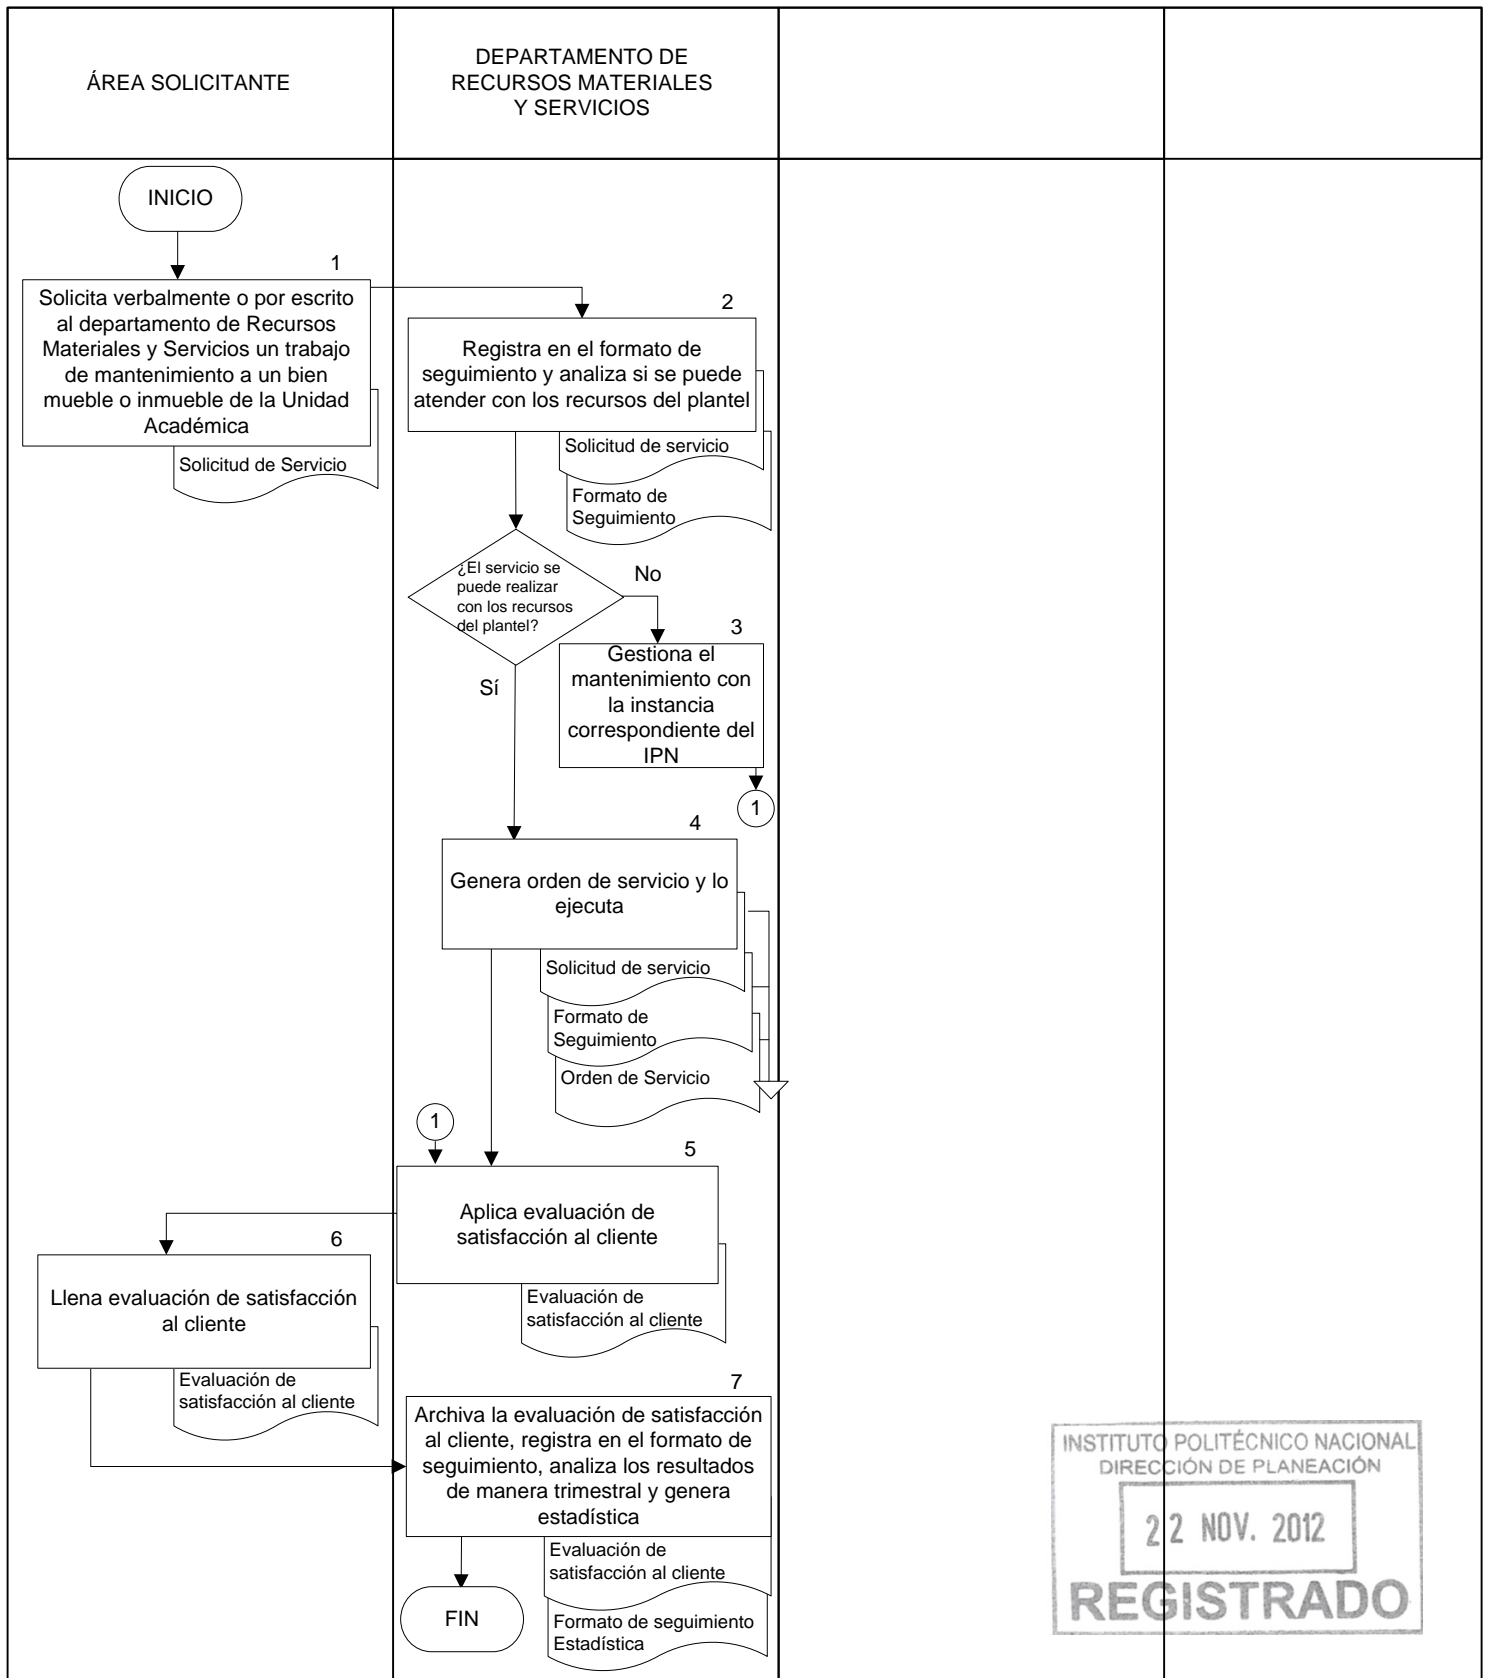 ÁREA SOLICITANTE
DEPARTAMENTO DE
RECURSOS MATERIALES
Y SERVICIOS
INICIO
1
Solicita verbalmente o por escrito
al departamento de Recursos
Materiales y Servicios un trabajo
de mantenimiento a un bien
mueble o inmueble de la Unidad
Académica
Solicitud de Servicio
2
Registra en el formato de
seguimiento y analiza si se puede
atender con los recursos del plantel
Solicitud de servicio
Formato de
Seguimiento
¿El servicio se
puede realizar
con los recursos
del plantel?
No
Sí
3
Gestiona el
mantenimiento con
la instancia
correspondiente del
IPN
1
4
Genera orden de servicio y lo
ejecuta
Solicitud de servicio
Formato de
Seguimiento
Orden de Servicio
1
5
Aplica evaluación de
satisfacción al cliente
Evaluación de
satisfacción al cliente
6
Llena evaluación de satisfacción
al cliente
Evaluación de
satisfacción al cliente
7
Archiva la evaluación de satisfacción
al cliente, registra en el formato de
seguimiento, analiza los resultados
de manera trimestral y genera
estadística
Evaluación de
satisfacción al cliente
Formato de seguimiento
Estadística
FIN
INSTITUTO POLITÉCNICO NACIONAL
DIRECCIÓN DE PLANEACIÓN
22 NOV. 2012
REGISTRADO